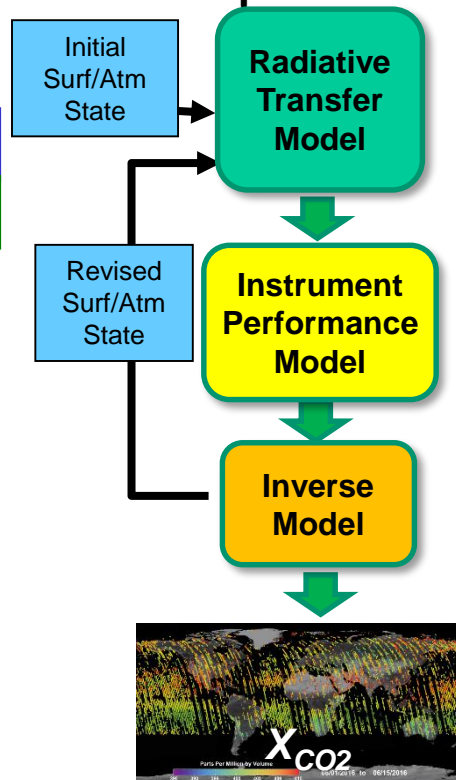 Initial
Surf/Atm
State
Radiative
Transfer
Model
Revised
Surf/Atm
State
Instrument
Performance
Model
Inverse
Model
XCO2
Parts Per Million by Volume
to 06/15/2016